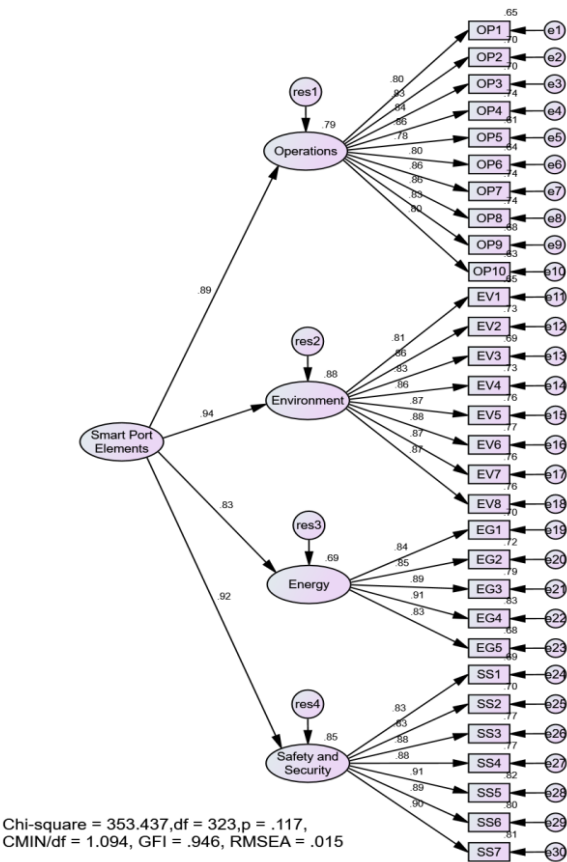 .65
OP1 e1
.70
OP2 e2
.70
OP3 e3
.74
OP4 e4
OP5 e5
.64
OP6 e6
.74
OP7 e7
.74
OP8 e8
.68
OP9 e9
.63
OP10 e10
.80
.83
.84
.86
.78
.80
.86
.86
.83
.80
res1
.79
Operations
.89
.65
EV1 e11
.73
EV2 e12
.69
EV3 e13
.73
EV4 e14
.76
EV5 e15
.77
EV6 e16
.76
EV7 e17
.76
EV8 e18
.81
.86
.83
.86
.87
.88
.87
.87
res2
.88
Environment
.94
Smart Port
Elements
.83
.70
EG1 e19
.72
EG2 e20
.79
EG3 e21
.83
EG4 e22
.68
EG5 e23
.84
.85
.89
.91
.83
res3
.69
Energy
.92
.69
SS1 e24
.70
SS2 e25
.77
SS3 e26
.77
SS4 e27
.82
SS5 e28
.80
SS6 e29
.81
SS7 e30
.83
.83
.88
.88
.91
.89
.90
res4
.85
Safety and
Security
Chi-square = 353.437,df = 323,p = .117,
CMIN/df = 1.094, GFI = .946, RMSEA = .015